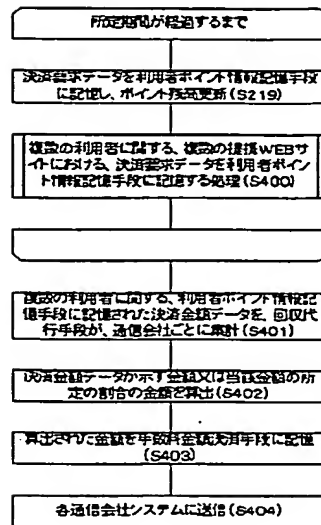 所定期間が経過するまで
決済要求データを利用者ポイント情報記憶手段
に記憶し、ポイント残高更新(S219)
複数の利用者に関する、複数の提携WEBサ
イトにおける、決済要求データを利用者ポイン
ト情報記憶手段に記憶する処理(S400)
複数の利用者に関する、利用者ポイント情報記
憶手段に記憶された決済金額データを、回収代
行手段が、通信会社ごとに集計(S401)
決済金額データが示す金額又は当該金額の所
定の割合の金額を算出(S402)
算出された金額を手数料金額決済手段に記憶
(S403)
各通信会社システムに送信(S404)